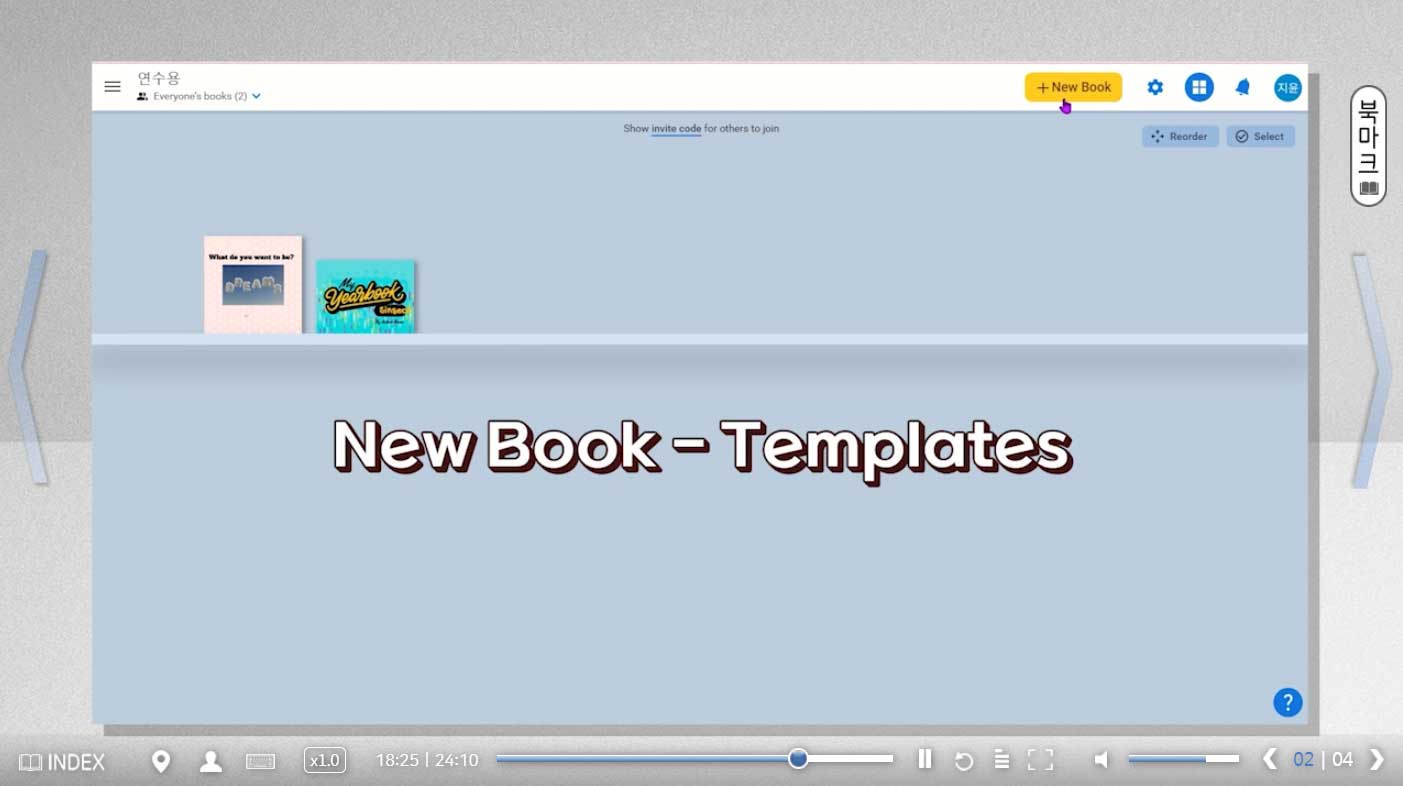 연수용
Everyone's books (2)
+ New Book
지윤
Show invite code for others to join
Reorder
Select
북마크
What do you want to be?
DREAMS
My
Yearbook
New Book - Templates
?
INDEX
x1.0
18:25 | 24:10
02 | 04